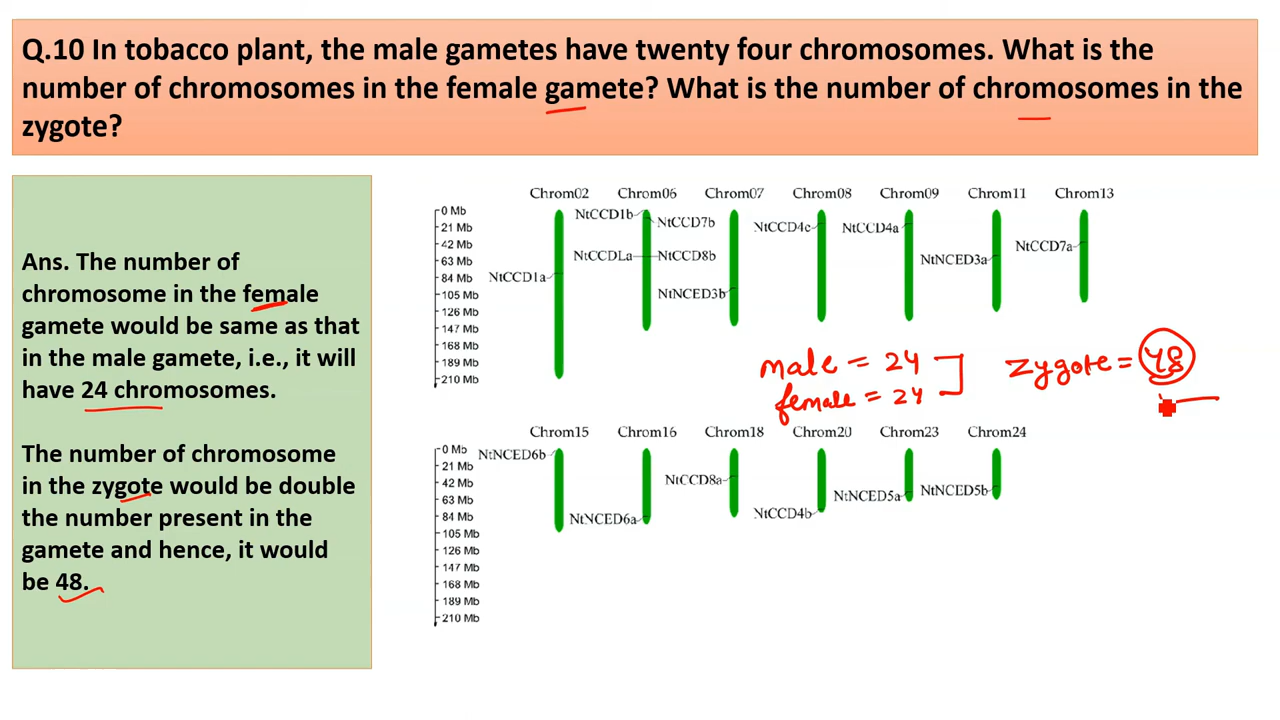 Q.10 In tobacco plant, the male gametes have twenty four chromosomes. What is the
number of chromosomes in the female gamete? What is the number of chromosomes in the
zygote?
Ans. The number of
chromosome in the female
gamete would be same as that
in the male gamete, i.e., it will
have 24 chromosomes.
The number of chromosome
in the zygote would be double
the number present in the
gamete and hence, it would
be 48.
Chrom02 Chrom06 Chrom07 Chrom08 Chrom09 Chrom11 Chrom13
0 Mb
21 Mb
42 Mb
63 Mb
84 Mb
105 Mb
126 Mb
147 Mb
168 Mb
189 Mb
210 Mb
NtCCD1a
NtCCD1b
NtCCD7b
NtCCDLa
NtCCD8b
NtNCED3b
NtCCD4c
NtCCD4a
NtNCED3a
NtCCD7a
male = 24
female = 24
zygote = 48
Chrom15 Chrom16 Chrom18 Chrom20 Chrom23 Chrom24
0 Mb
21 Mb
42 Mb
63 Mb
84 Mb
105 Mb
126 Mb
147 Mb
168 Mb
189 Mb
210 Mb
NtNCED6b
NtNCED6a
NtCCD8a
NtCCD4b
NtNCED5a
NtNCED5b